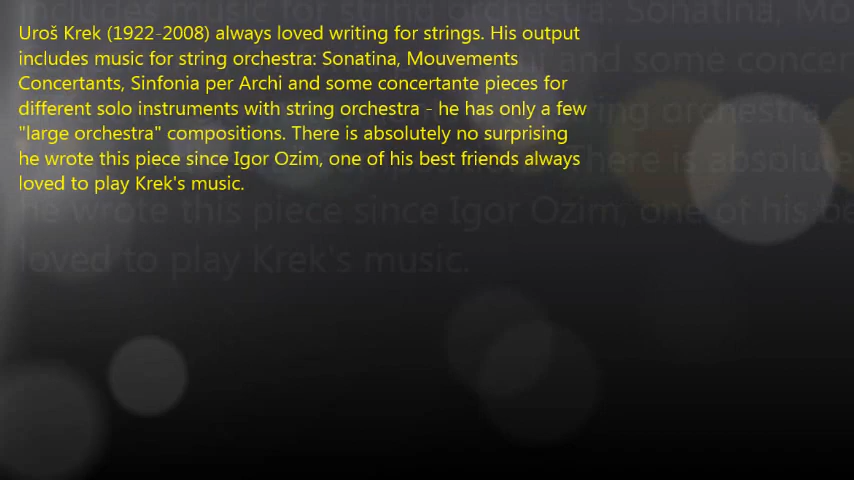 Uroš Krek (1922-2008) always loved writing for strings. His output
includes music for string orchestra: Sonatina, Mouvements
Concertants, Sinfonia per Archi and some concertante pieces for
different solo instruments with string orchestra - he has only a few
"large orchestra" compositions. There is absolutely no surprising
he wrote this piece since Igor Ozim, one of his best friends always
loved to play Krek's music.